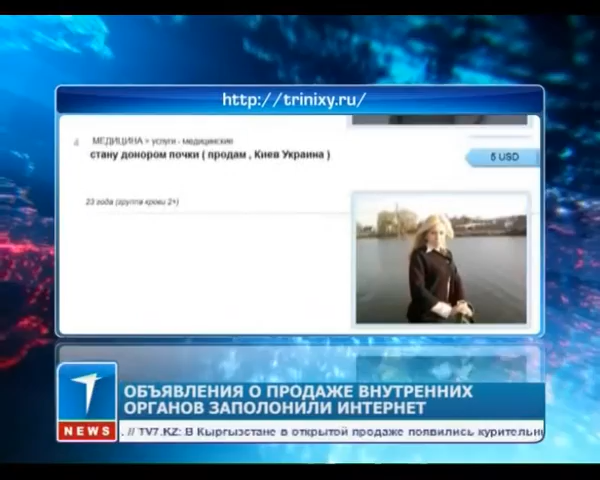 http://trinixy.ru/
4 МЕДИЦИНА » услуги - медицинские
стану донором почки ( продам , Киев Украина )
5 USD
23 года (группа крови 2+)
ОБЪЯВЛЕНИЯ О ПРОДАЖЕ ВНУТРЕННИХ
ОРГАНОВ ЗАПОЛОНИЛИ ИНТЕРНЕТ
NEWS
. // TV7.KZ: В Кыргызстане в открытой продаже появились курительн